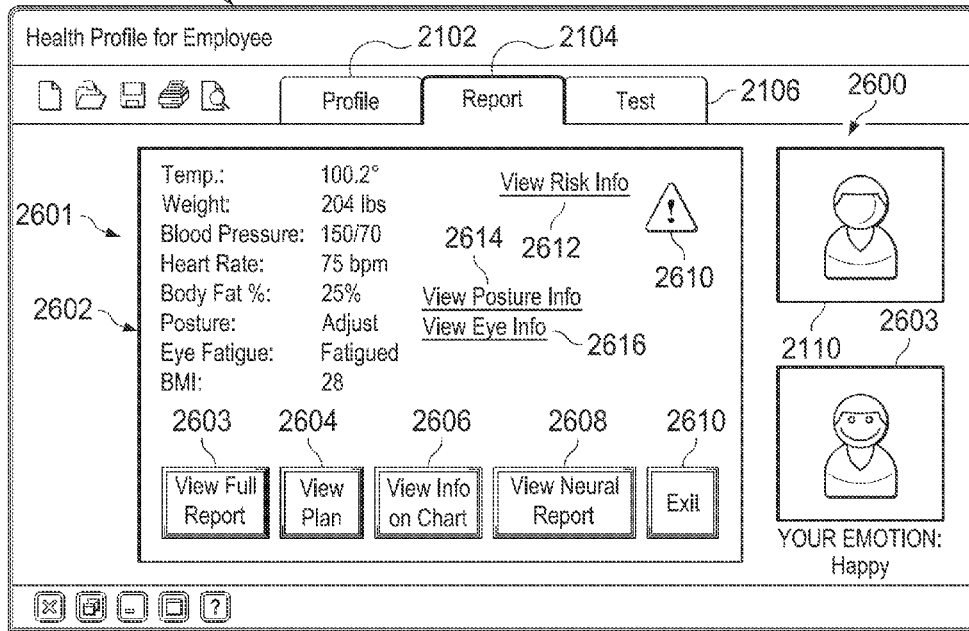 Health Profile for Employee
2102
2104
Profile
Report
Test
2106
2600
Temp.: 100.2°
View Risk Info
Weight: 204 lbs
2601
Blood Pressure: 150/70
2614
2612
2610
Heart Rate: 75 bpm
Body Fat %: 25%
View Posture Info
2602
Posture: Adjust
View Eye Info
2616
Eye Fatigue: Fatigued
BMI: 28
2110
2603
2603
2604
2606
2608
2610
View Full Report
View Plan
View Info on Chart
View Neural Report
Exit
YOUR EMOTION:
Happy